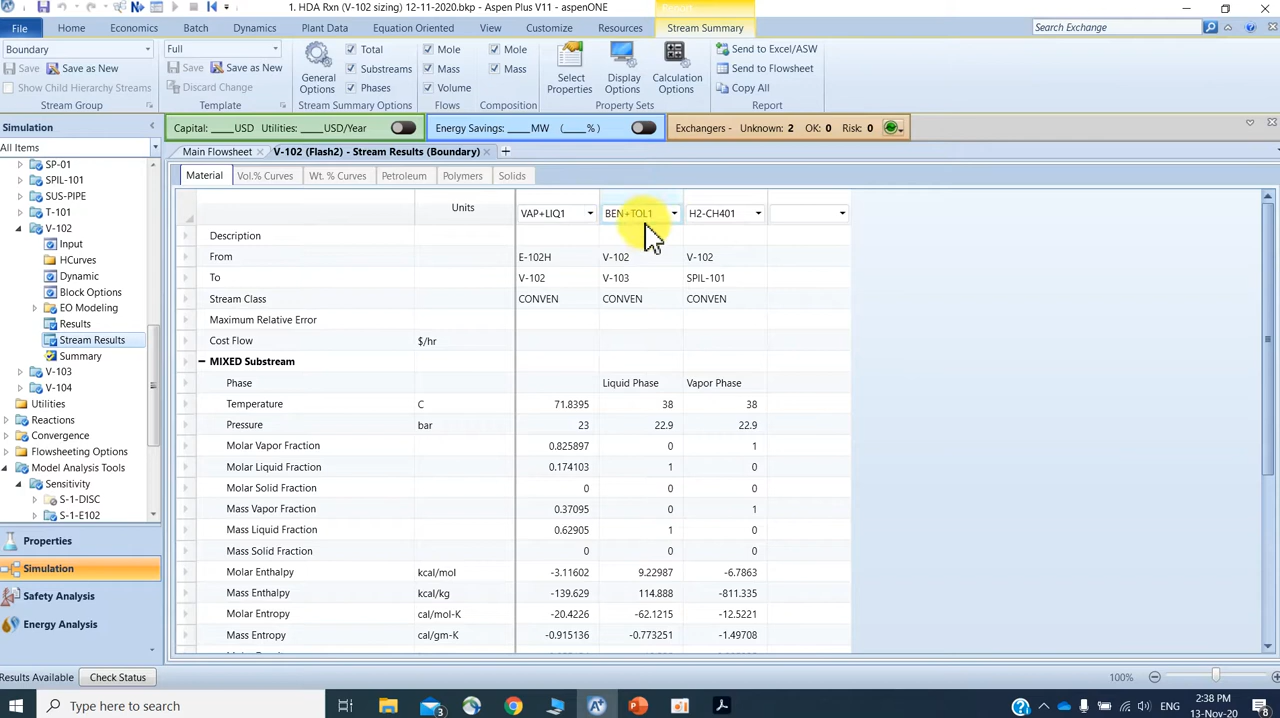 1. HDA Rxn (V-102 sizing) 12-11-2020.bkp - Aspen Plus V11 - aspenONE
File Home Economics Batch Dynamics Plant Data Equation Oriented View Customize Resources Stream Summary Search Exchange
Boundary Full Total Mole Mole Send to Excel/ASW
Save Save as New Save Save as New Substreams Mass Mass Send to Flowsheet
Show Child Hierarchy Streams Discard Change General Options Phases Volume Select Properties Display Options Calculation Options Copy All
Stream Group Template Stream Summary Options Flows Composition Property Sets Report
Simulation Capital: ____USD Utilities: ____USD/Year Energy Savings: ____MW (____%) Exchangers - Unknown: 2 OK: 0 Risk: 0
All Items
Main Flowsheet V-102 (Flash2) - Stream Results (Boundary)
Material Vol.% Curves Wt. % Curves Petroleum Polymers Solids
SP-01
SPIL-101
SUS-PIPE
T-101
V-102
Input
HCurves
Dynamic
Block Options
EO Modeling
Results
Stream Results
Summary
V-103
V-104
Utilities
Reactions
Convergence
Flowsheeting Options
Model Analysis Tools
Sensitivity
S-1-DISC
S-1-E102
Properties
Simulation
Safety Analysis
Energy Analysis
Units VAP+LIQ1 BEN+TOL1 H2-CH401
Description
From E-102H V-102 V-102
To V-102 V-103 SPIL-101
Stream Class CONVEN CONVEN CONVEN
Maximum Relative Error
Cost Flow $/hr
MIXED Substream
Phase Liquid Phase Vapor Phase
Temperature C 71.8395 38 38
Pressure bar 23 22.9 22.9
Molar Vapor Fraction 0.825897 0 1
Molar Liquid Fraction 0.174103 1 0
Molar Solid Fraction 0 0 0
Mass Vapor Fraction 0.37095 0 1
Mass Liquid Fraction 0.62905 1 0
Mass Solid Fraction 0 0 0
Molar Enthalpy kcal/mol -3.11602 9.22987 -6.7863
Mass Enthalpy kcal/kg -139.629 114.888 -811.335
Molar Entropy cal/mol-K -20.4226 -62.1215 -12.5221
Mass Entropy cal/gm-K -0.915136 -0.773251 -1.49708
Results Available Check Status 100%
Type here to search 3 ENG 2:38 PM
13-Nov-20